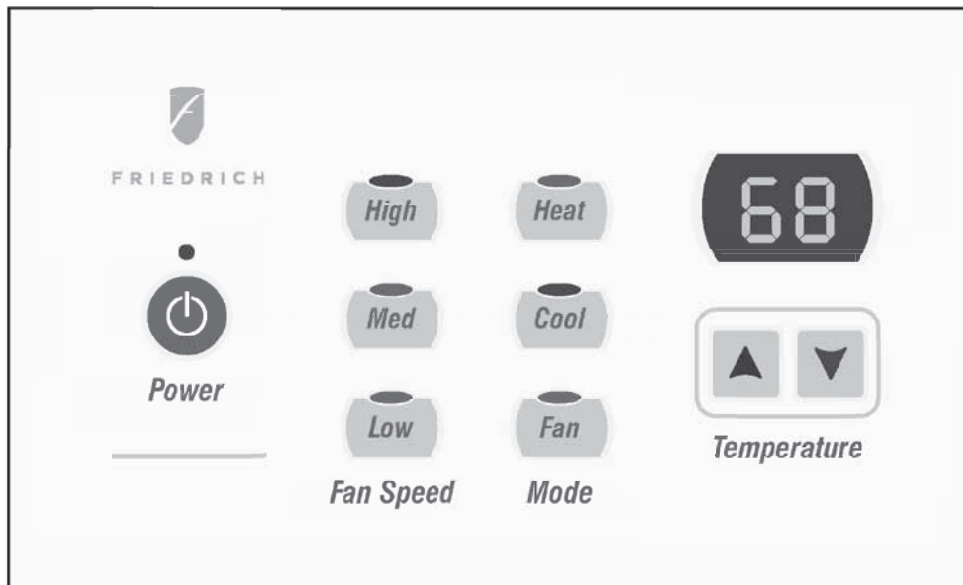 FRIEDRICH
Power
High
Med
Low
Fan Speed
Heat
Cool
Fan
Mode
68
Temperature